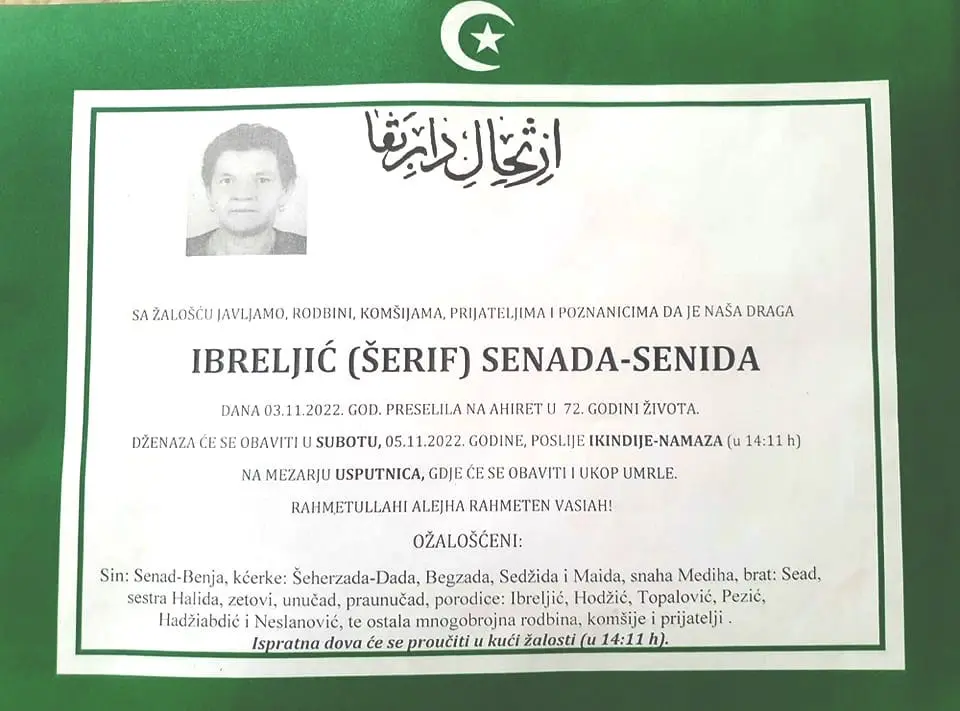 ارتحال دار بقا
SA ŽALOŠĆU JAVLJAMO, RODBINI, KOMŠIJAMA, PRIJATELJIMA I POZNANICIMA DA JE NAŠA DRAGA
IBRELJIĆ (ŠERIF) SENADA-SENIDA
DANA 03.11.2022. GOD. PRESELILA NA AHIRET U 72. GODINI ŽIVOTA.
DŽENAZA ĆE SE OBAVITI U SUBOTU, 05.11.2022. GODINE, POSLIJE IKINDIJE-NAMAZA (u 14:11 h)
NA MEZARJU USPUTNICA, GDJE ĆE SE OBAVITI I UKOP UMRLE.
RAHMETULLAHI ALEJHA RAHMETEN VASIAH!
OŽALOŠĆENI:
Sin: Senad-Benja, kćerke: Šeherzada-Dada, Begzada, Sedžida i Maida, snaha Mediha, brat: Sead,
sestra Halida, zetovi, unučad, praunučad, porodice: Ibreljić, Hodžić, Topalović, Pezić,
Hadžiabdić i Neslanović, te ostala mnogobrojna rodbina, komšije i prijatelji .
Ispratna dova će se proučiti u kući žalosti (u 14:11 h).